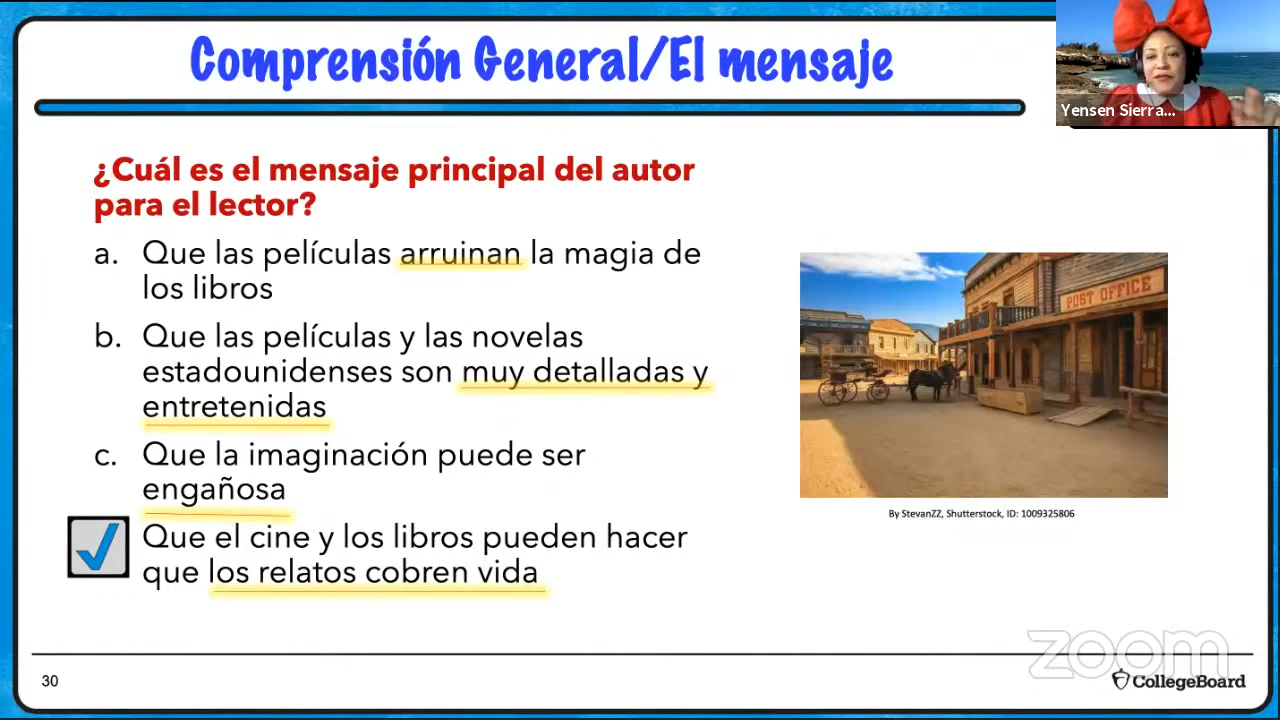 Comprensión General/El mensaje
Yensen Sierra...
¿Cuál es el mensaje principal del autor
para el lector?
a. Que las películas arruinan la magia de
los libros
b. Que las películas y las novelas
estadounidenses son muy detalladas y
entretenidas
c. Que la imaginación puede ser
engañosa
Que el cine y los libros pueden hacer
que los relatos cobren vida
POST OFFICE
By StevanZZ, Shutterstock, ID: 1009325806
zoom
30
CollegeBoard